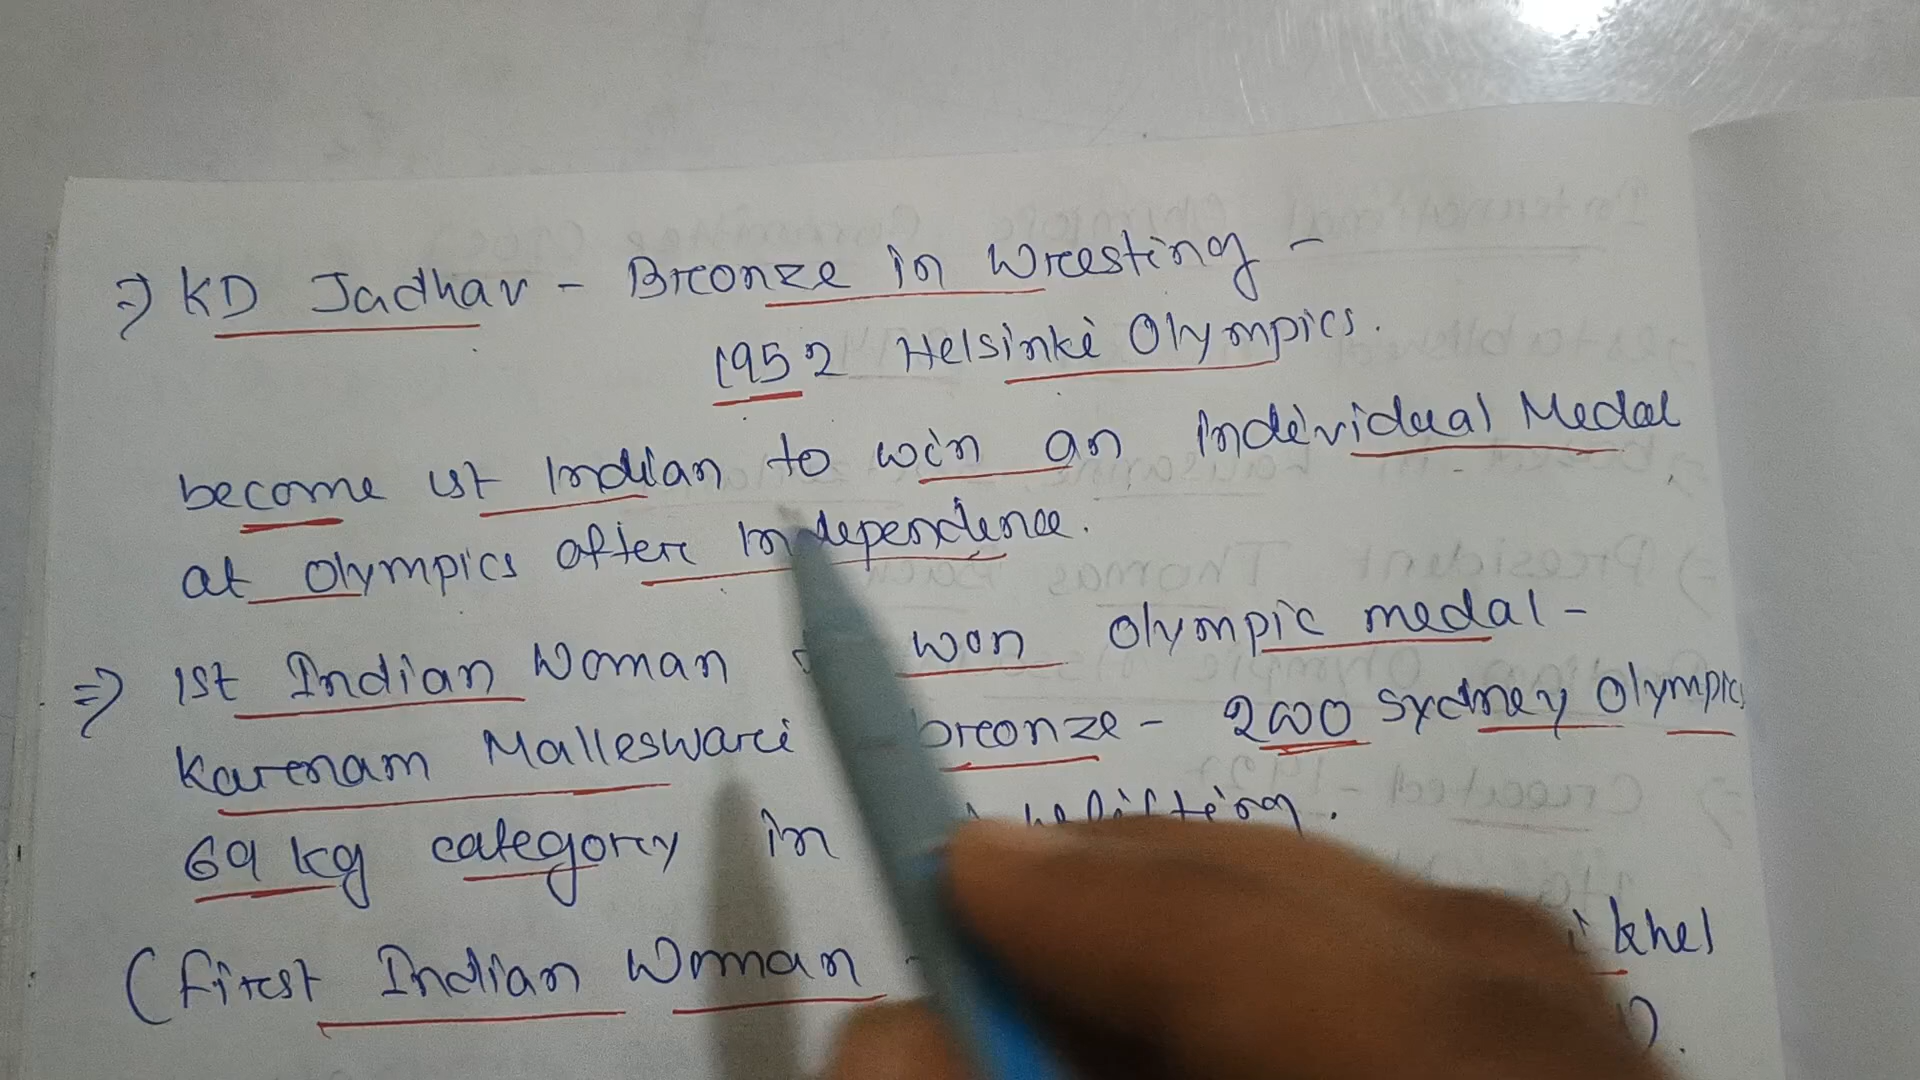 => KD Jadhav - Bronze in Wresting -
1952 Helsinki Olympics.
become 1st Indian to win an Individual Medal
at Olympics after Independence.
=> 1st Indian Woman won Olympic medal -
Karenam Malleswari bronze - 2000 Sydney Olympics
69 kg category in
(First Indian Woman - khel
).